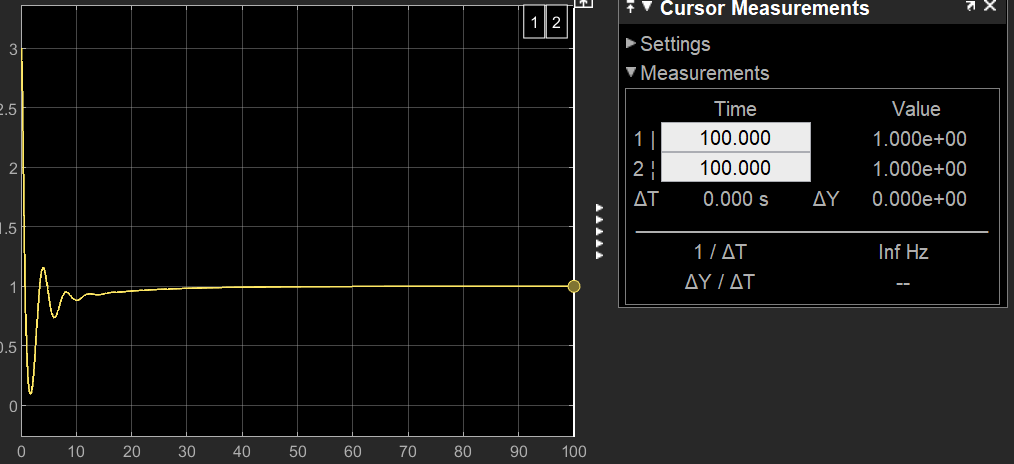 1 2
3
2.5
2
1.5
1
0.5
0
0 10 20 30 40 50 60 70 80 90 100
Cursor Measurements
Settings
Measurements
Time Value
1 | 100.000 1.000e+00
2 ¦ 100.000 1.000e+00
ΔT 0.000 s ΔY 0.000e+00
1 / ΔT Inf Hz
ΔY / ΔT --